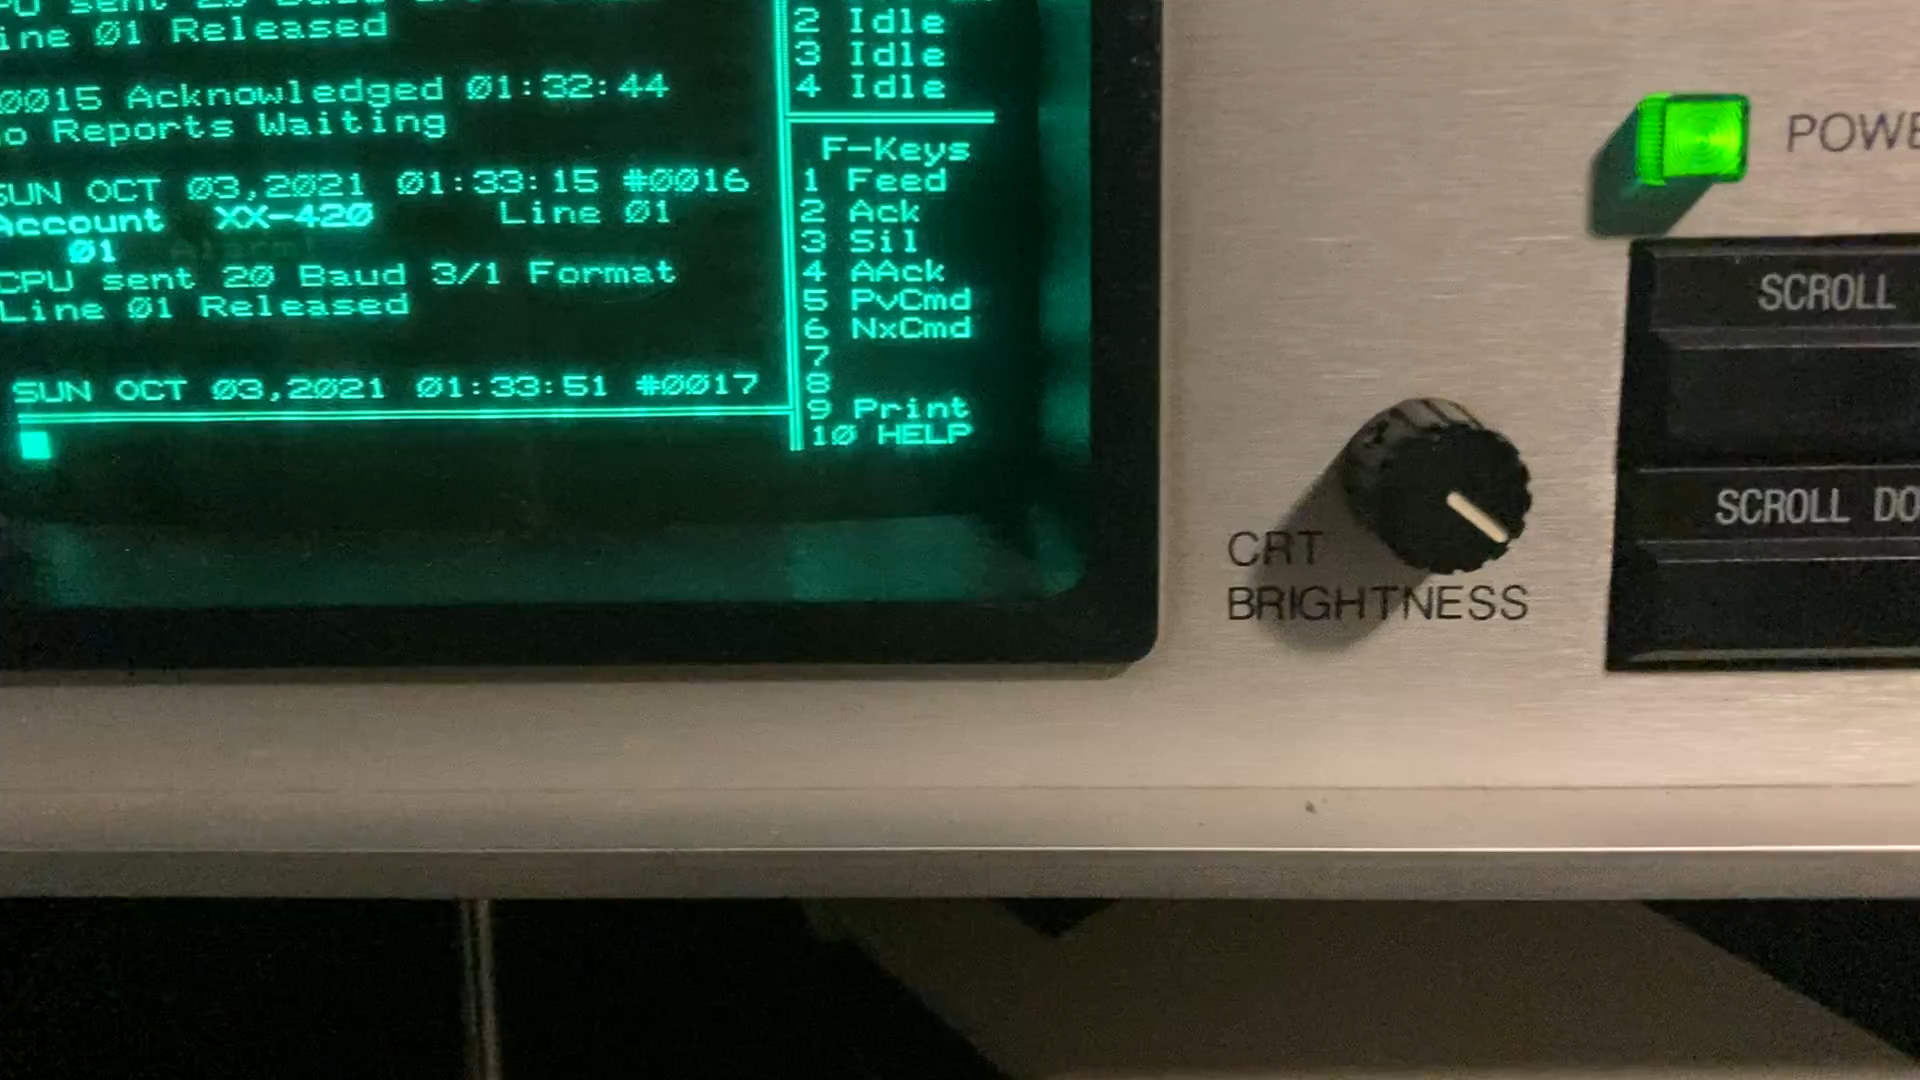 sent 20 Baud
ine 01 Released
0015 Acknowledged 01:32:44
o Reports Waiting
SUN OCT 03,2021 01:33:15 #0016
Account XX-420 Line 01
01 Alarm!
CPU sent 20 Baud 3/1 Format
Line 01 Released
SUN OCT 03,2021 01:33:51 #0017
2 Idle
3 Idle
4 Idle
F-Keys
1 Feed
2 Ack
3 Sil
4 AAck
5 PvCmd
6 NxCmd
7
8
9 Print
10 HELP
POWE
CRT
BRIGHTNESS
SCROLL
SCROLL DO